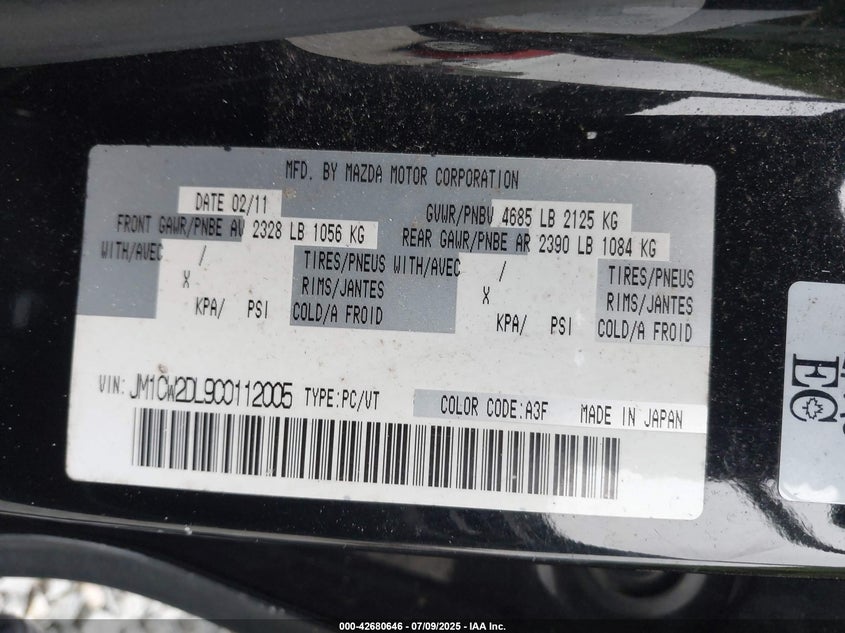 MFD. BY MAZDA MOTOR CORPORATION
DATE 02/11
GVWR/PNBV 4685 LB 2125 KG
FRONT GAWR/PNBE AV 2328 LB 1056 KG
REAR GAWR/PNBE AR 2390 LB 1084 KG
WITH/AVEC / TIRES/PNEUS WITH/AVEC / TIRES/PNEUS
X RIMS/JANTES X RIMS/JANTES
KPA/ PSI COLD/A FROID KPA/ PSI COLD/A FROID
VIN: JM1CW2DL9C0112005 TYPE:PC/VT COLOR CODE:A3F MADE IN JAPAN
EC
000-42680646 - 07/09/2025 - IAA Inc.